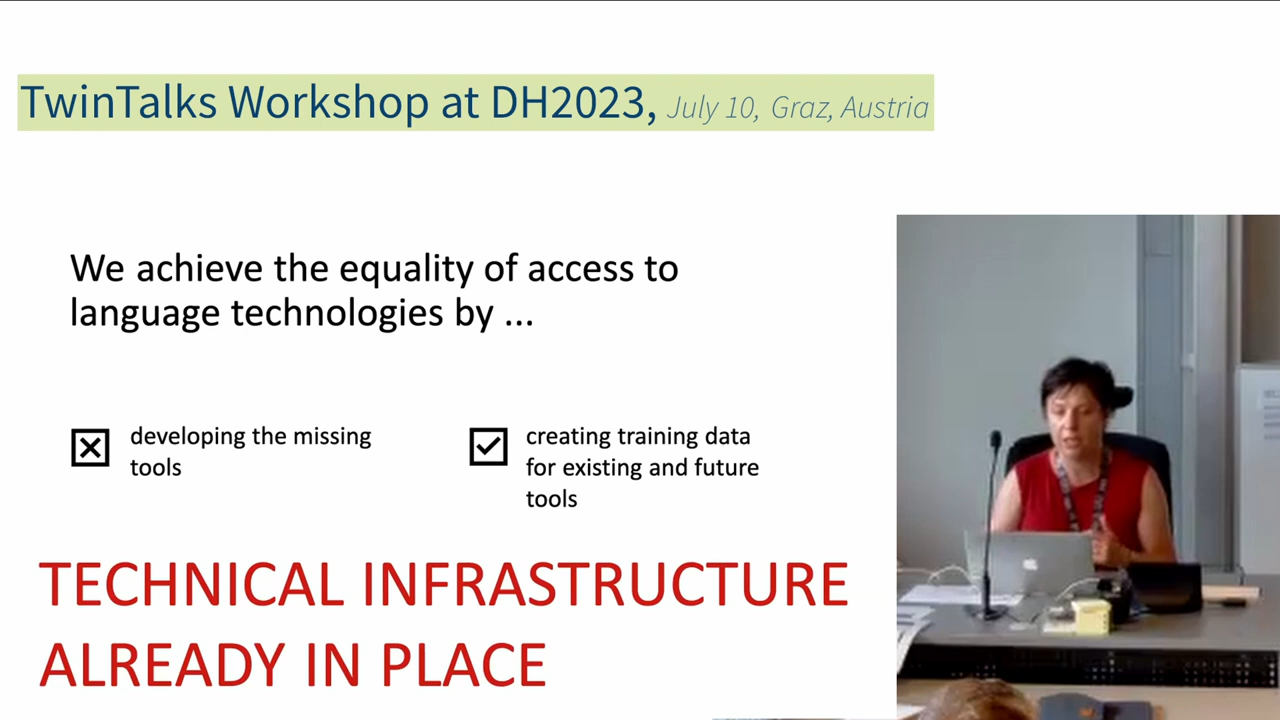 TwinTalks Workshop at DH2023, July 10, Graz, Austria
We achieve the equality of access to
language technologies by ...
developing the missing
tools
creating training data
for existing and future
tools
TECHNICAL INFRASTRUCTURE
ALREADY IN PLACE